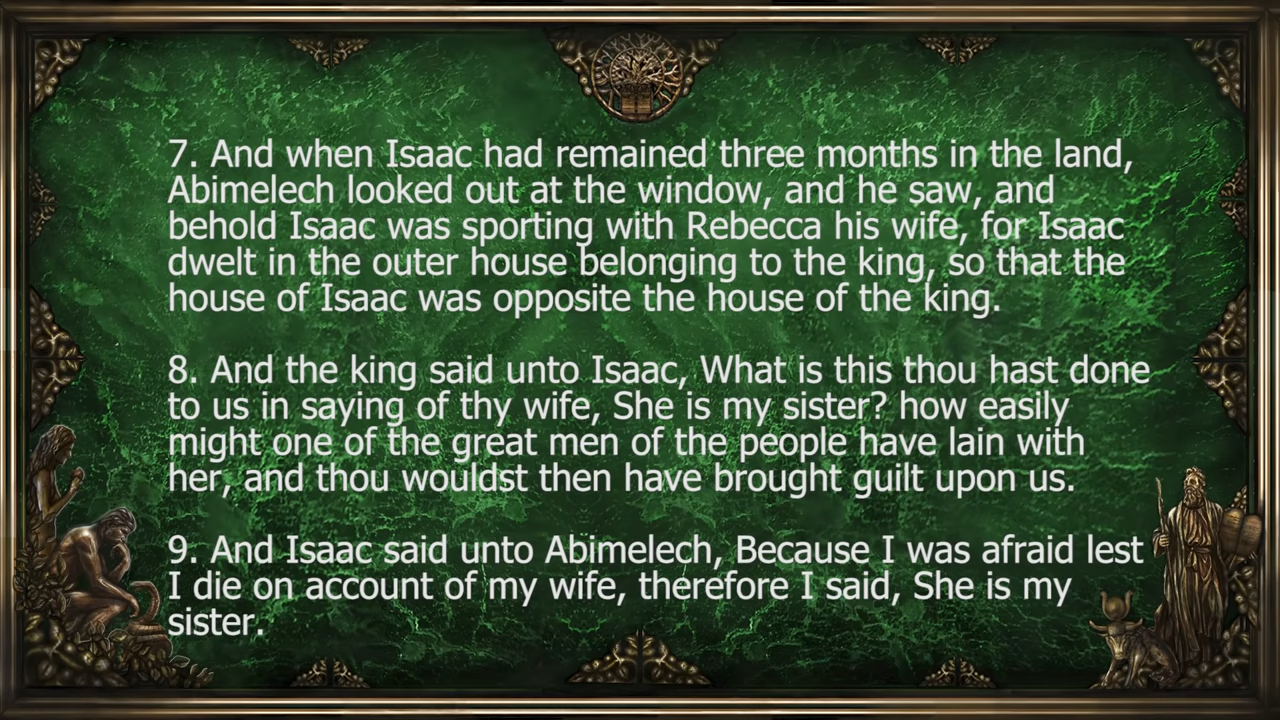 7. And when Isaac had remained three months in the land,
Abimelech looked out at the window, and he saw, and
behold Isaac was sporting with Rebecca his wife, for Isaac
dwelt in the outer house belonging to the king, so that the
house of Isaac was opposite the house of the king.
8. And the king said unto Isaac, What is this thou hast done
to us in saying of thy wife, She is my sister? how easily
might one of the great men of the people have lain with
her, and thou wouldst then have brought guilt upon us.
9. And Isaac said unto Abimelech, Because I was afraid lest
I die on account of my wife, therefore I said, She is my
sister.